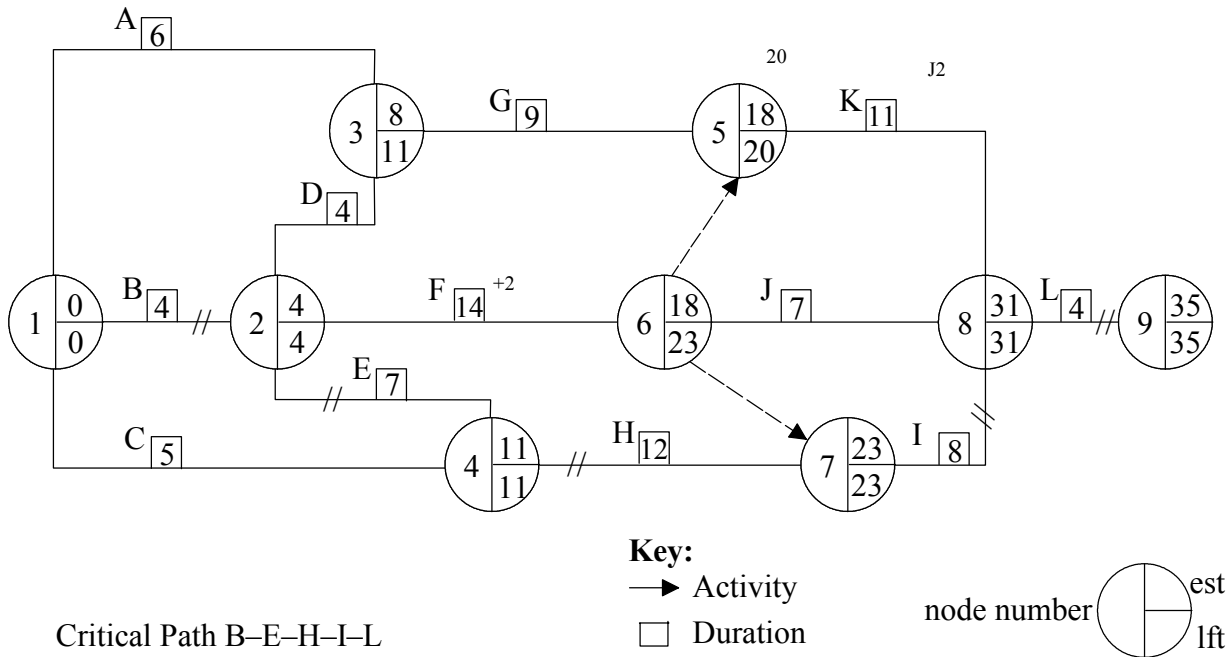 A 6
20
J2
3 8 11
G 9
5 18 20
K 11
D 4
1 0 0
B 4
2 4 4
F 14 +2
6 18 23
J 7
8 31 31
L 4
9 35 35
E 7
C 5
4 11 11
H 12
7 23 23
I 8
Key:
Activity
Duration
node number
est
lft
Critical Path B–E–H–I–L